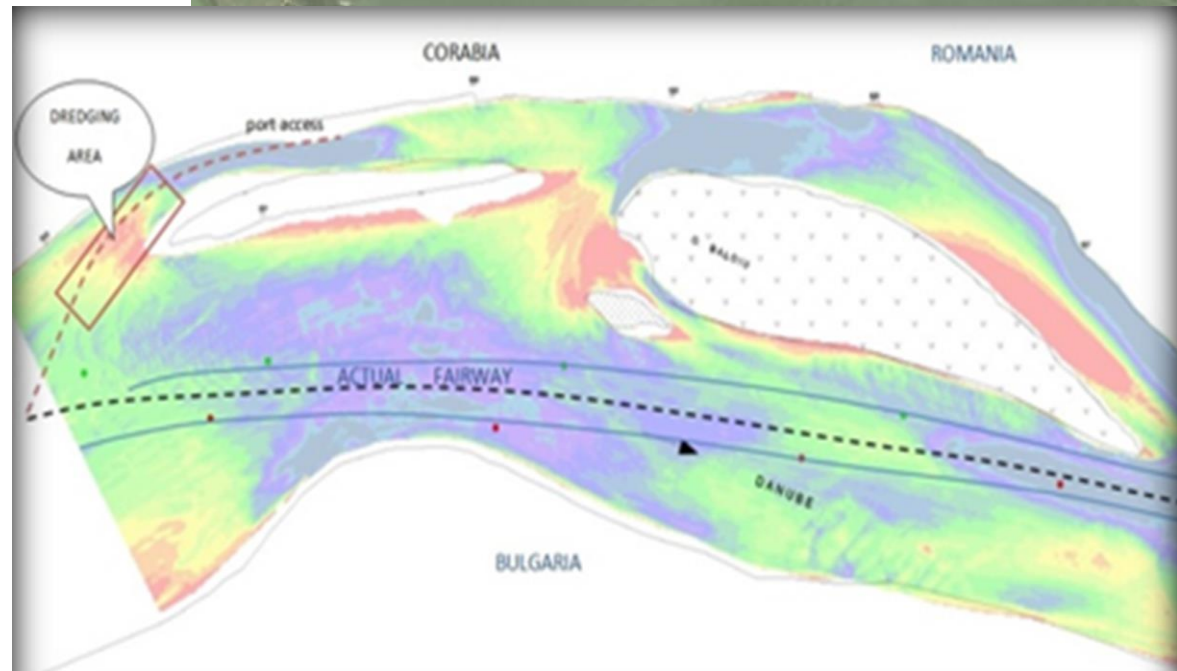 CORABIA
ROMANIA
DREDGING
AREA
port access
ACTUAL FAIRWAY
DANUBE
BULGARIA